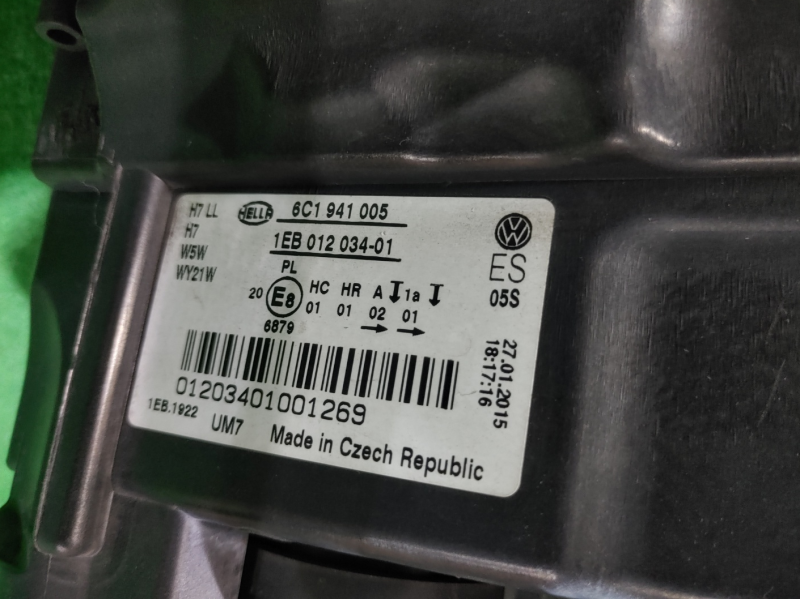 H7 LL
H7
W5W
WY21W
HELLA 6C1 941 005
1EB 012 034-01
VW
ES
05S
PL
20 E8
6879
HC HR A 1a
01 01 02 01
01203401001269
1EB.1922 UM7 Made in Czech Republic
27.01.2015
18:17:16